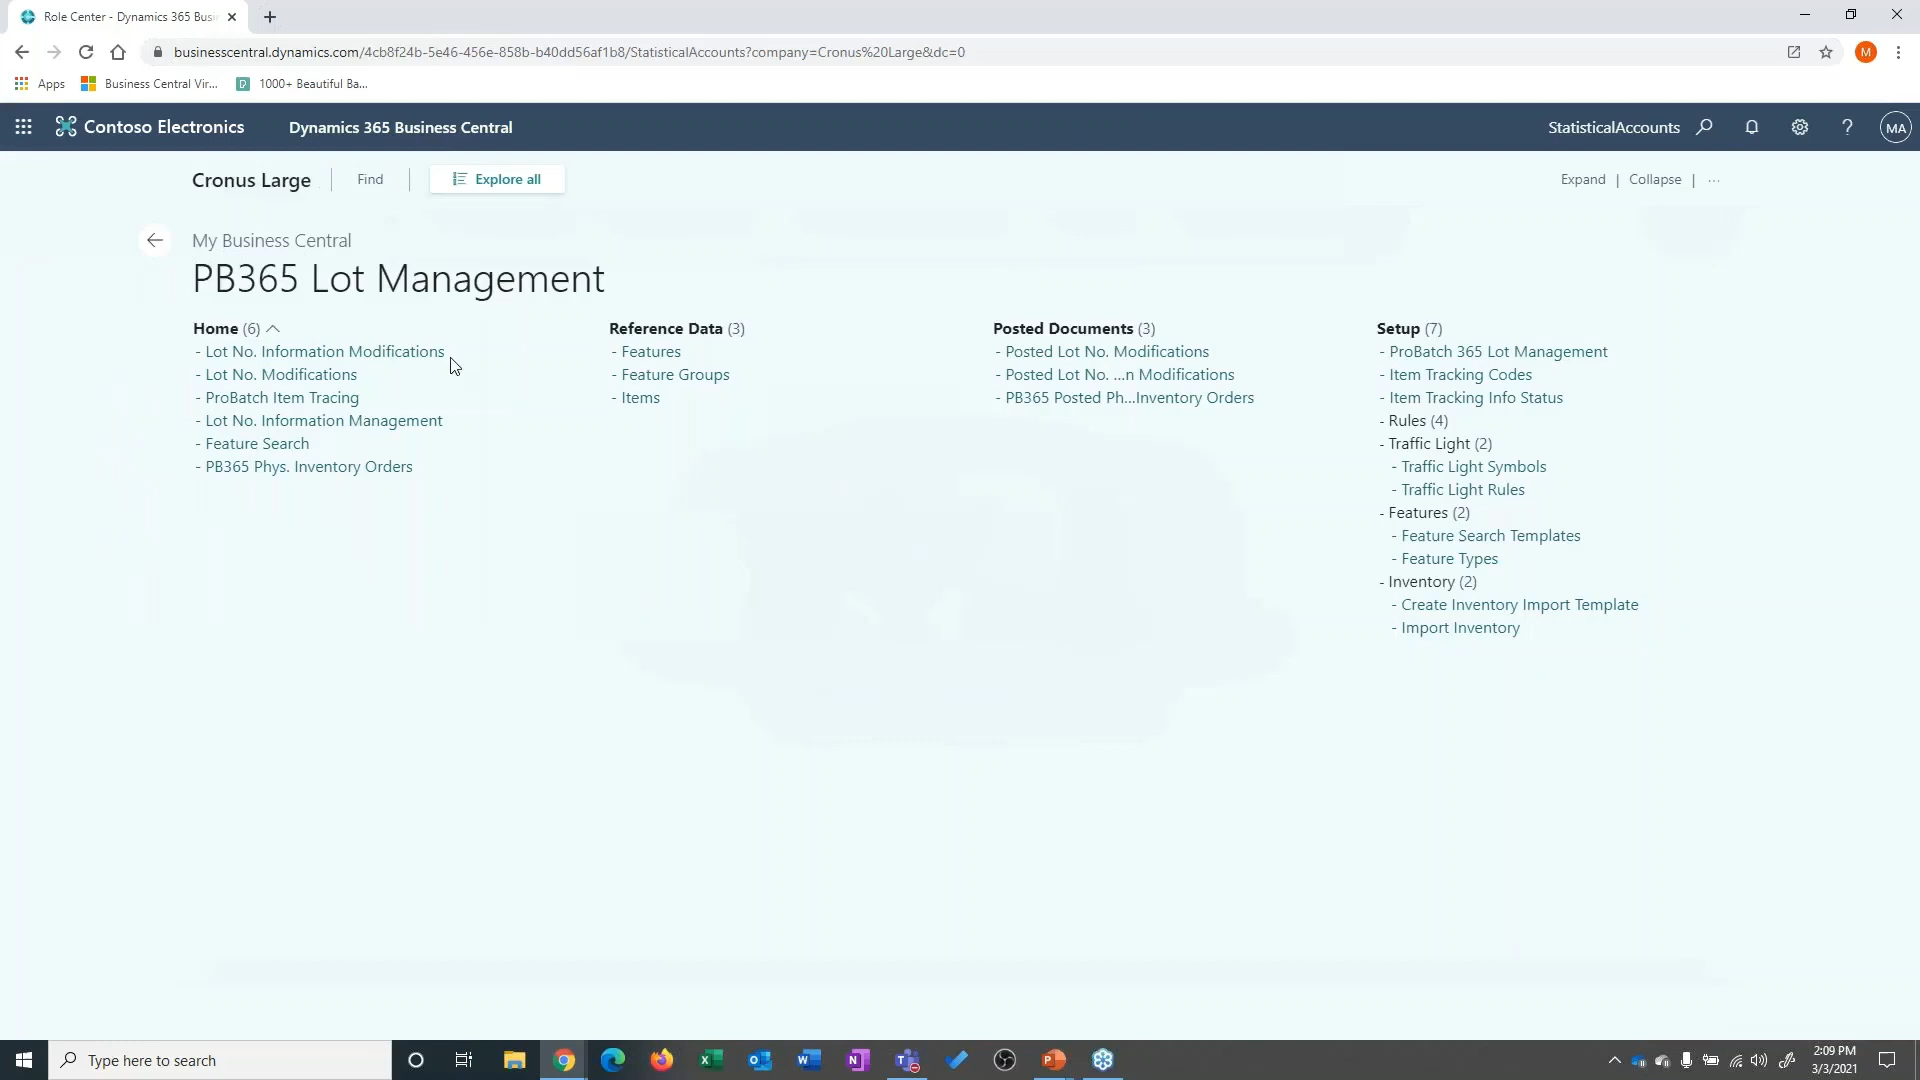 Role Center - Dynamics 365 Busi
businesscentral.dynamics.com/4cb8f24b-5e46-456e-858b-b40dd56af1b8/StatisticalAccounts?company=Cronus%20Large&dc=0
M
Apps
Business Central Vir...
1000+ Beautiful Ba...
Contoso Electronics
Dynamics 365 Business Central
StatisticalAccounts
?
MA
Cronus Large
Find
Explore all
Expand | Collapse | ...
My Business Central
PB365 Lot Management
Home (6)
- Lot No. Information Modifications
- Lot No. Modifications
- ProBatch Item Tracing
- Lot No. Information Management
- Feature Search
- PB365 Phys. Inventory Orders
Reference Data (3)
- Features
- Feature Groups
- Items
Posted Documents (3)
- Posted Lot No. Modifications
- Posted Lot No. ...n Modifications
- PB365 Posted Ph...Inventory Orders
Setup (7)
- ProBatch 365 Lot Management
- Item Tracking Codes
- Item Tracking Info Status
- Rules (4)
- Traffic Light (2)
- Traffic Light Symbols
- Traffic Light Rules
- Features (2)
- Feature Search Templates
- Feature Types
- Inventory (2)
- Create Inventory Import Template
- Import Inventory
Type here to search
2:09 PM
3/3/2021